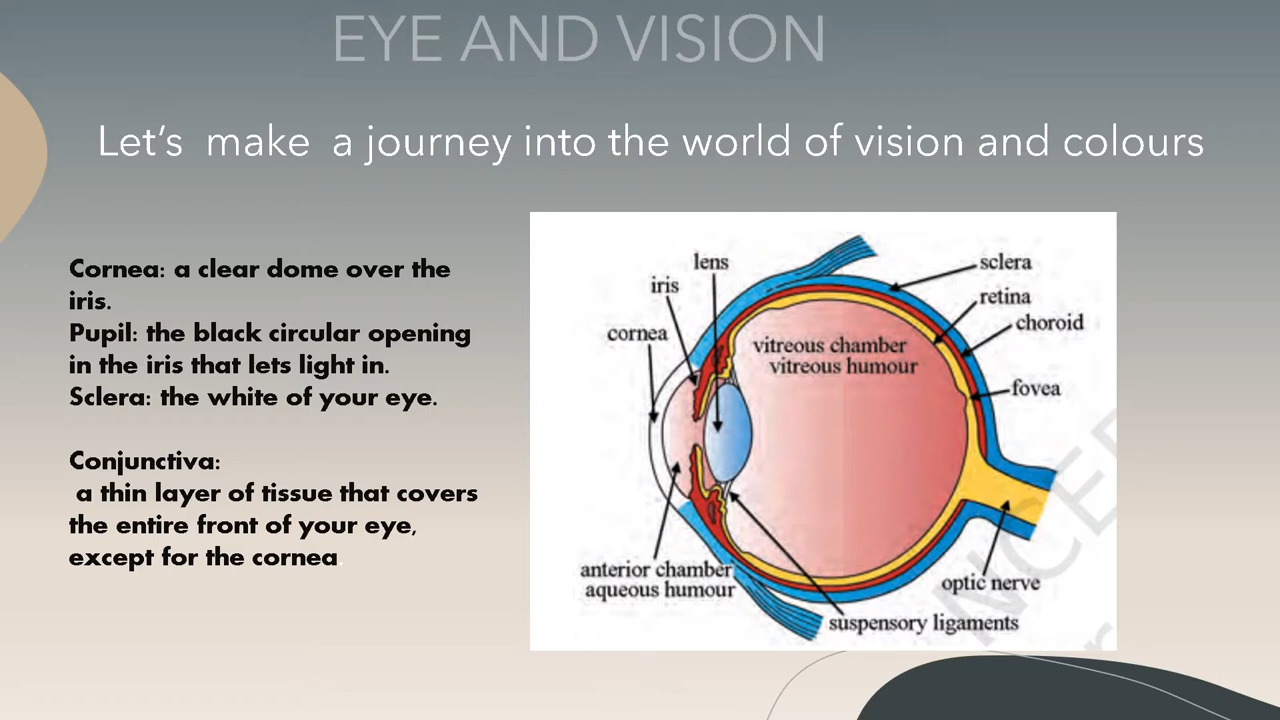 EYE AND VISION
Let's make a journey into the world of vision and colours
Cornea: a clear dome over the
iris.
Pupil: the black circular opening
in the iris that lets light in.
Sclera: the white of your eye.
Conjunctiva:
a thin layer of tissue that covers
the entire front of your eye,
except for the cornea.
lens
iris
cornea
sclera
retina
choroid
vitreous chamber
vitreous humour
fovea
anterior chamber
aqueous humour
optic nerve
suspensory ligaments